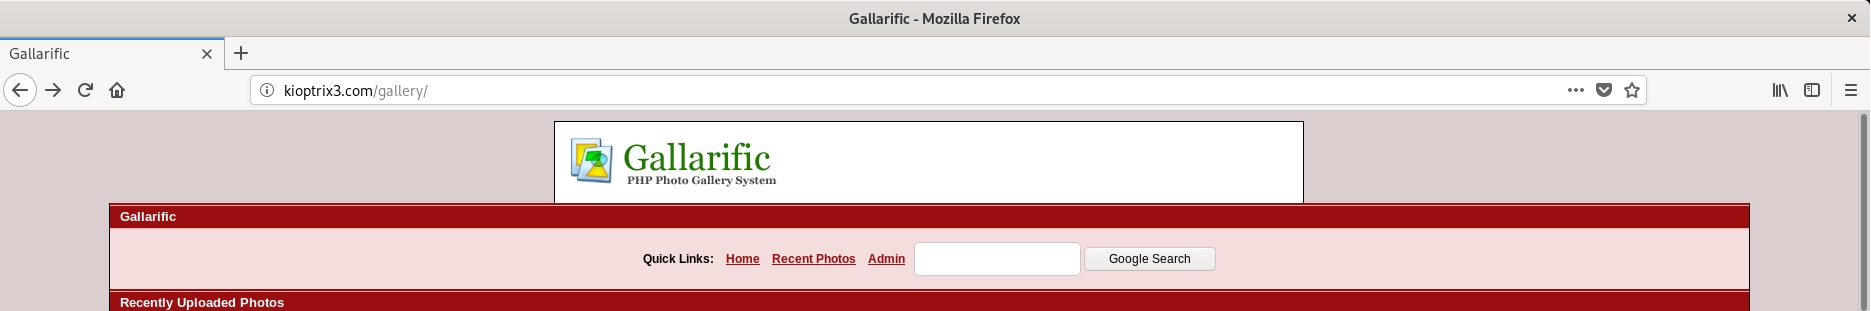 Gallarific - Mozilla Firefox
Gallarific
kioptrix3.com/gallery/
Gallarific
PHP Photo Gallery System
Gallarific
Quick Links: Home Recent Photos Admin Google Search
Recently Uploaded Photos